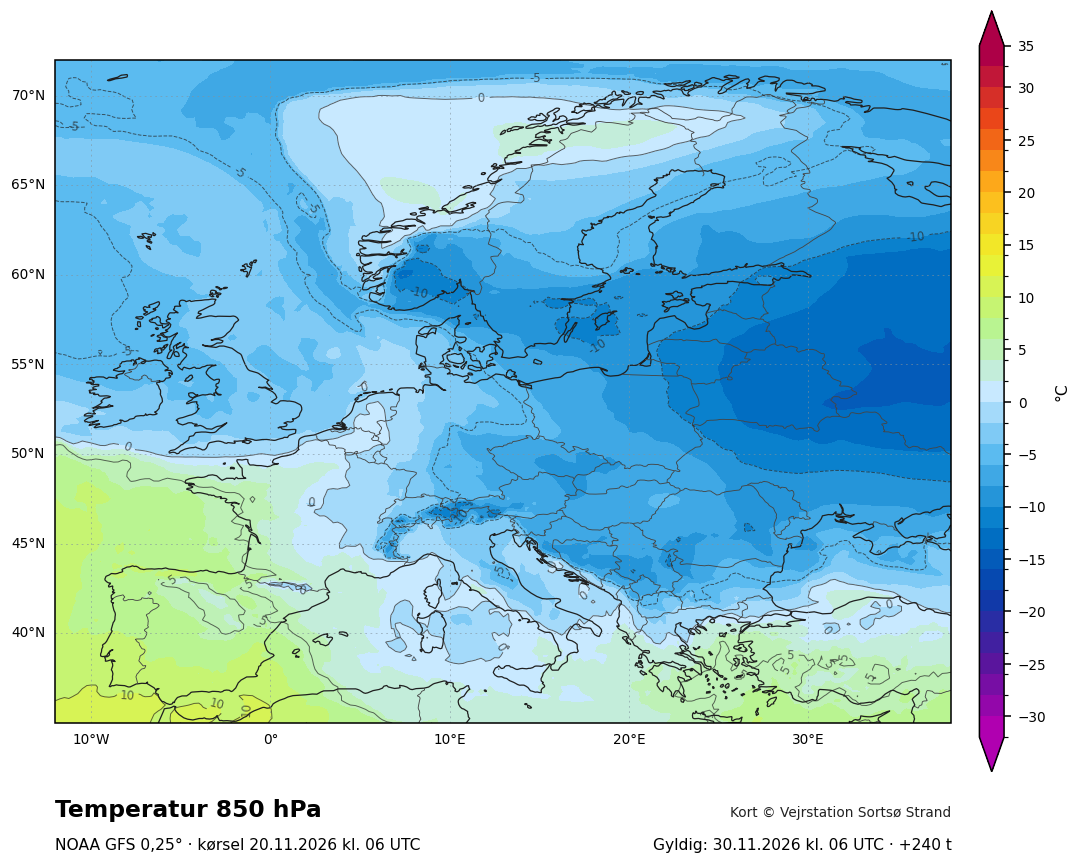 70°N
65°N
60°N
55°N
50°N
45°N
40°N
10°W
0°
10°E
20°E
30°E
35
30
25
20
15
10
5
0
−5
−10
−15
−20
−25
−30
°C
Temperatur 850 hPa
Kort © Vejrstation Sortsø Strand
NOAA GFS 0,25° · kørsel 20.11.2026 kl. 06 UTC
Gyldig: 30.11.2026 kl. 06 UTC · +240 t